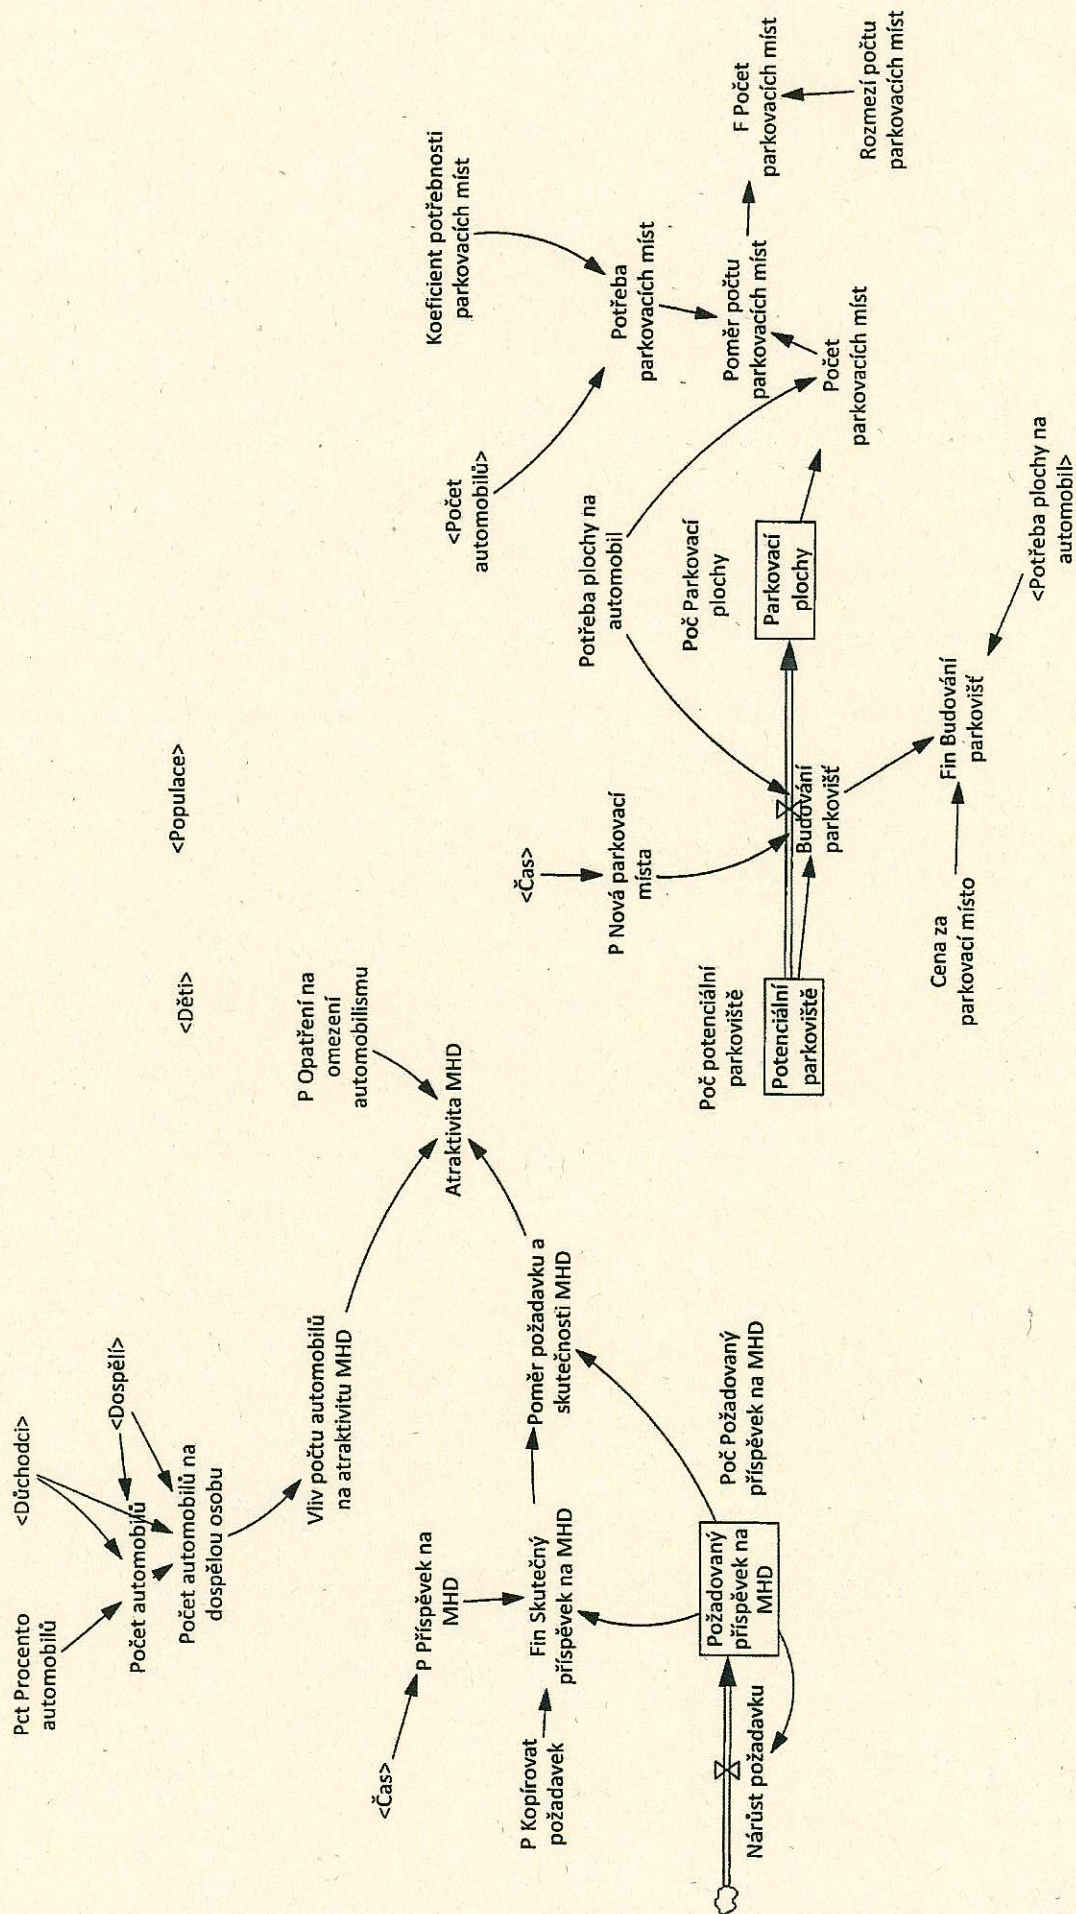 Pct Procento
automobilů
<Důchodci>
<Dospělí>
Počet automobilů
Počet automobilů na
dospělou osobu
Vliv počtu automobilů
na atraktivitu MHD
<Děti>
<Populace>
P Opatření na
omezení
automobilismu
Atraktivita MHD
<Čas>
P Příspěvek na
MHD
P Kopírovat
požadavek
Fin Skutečný
příspěvek na MHD
Poměr požadavku a
skutečnosti MHD
Nárůst požadavku
Požadovaný
příspěvek na
MHD
Poč Požadovaný
příspěvek na MHD
<Čas>
P Nová parkovací
místa
Poč potenciální
parkoviště
Potenciální
parkoviště
Budování
parkovišť
Cena za
parkovací místo
Fin Budování
parkovišť
<Potřeba plochy na
automobil>
Potřeba plochy na
automobil
Poč Parkovací
plochy
Parkovací
plochy
<Počet
automobilů>
Koeficient potřebnosti
parkovacích míst
Potřeba
parkovacích míst
Poměr počtu
parkovacích míst
Počet
parkovacích míst
F Počet
parkovacích míst
Rozmezí počtu
parkovacích míst